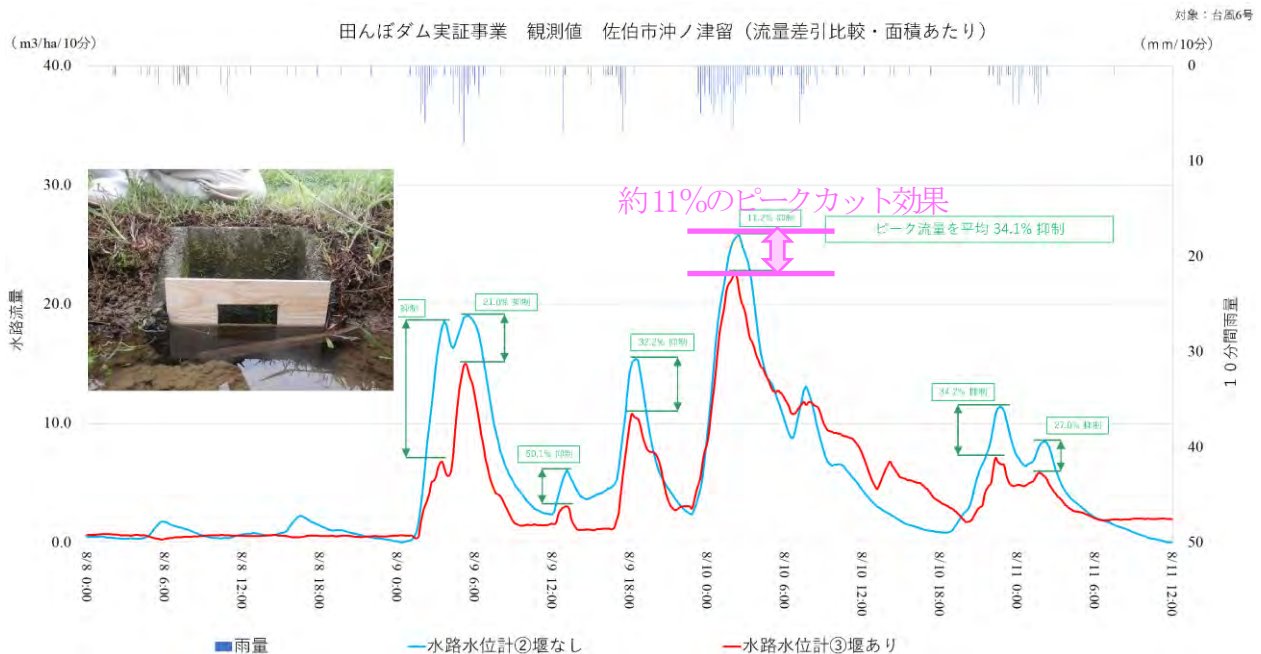 対象：台風6号
田んぼダム実証事業　観測値　佐伯市沖ノ津留（流量差引比較・面積あたり）
（m3/ha/10分）
（mm/10分）
40.0
30.0
20.0
10.0
0.0
水路流量
0
10
20
30
40
50
10分間雨量
約11%のピークカット効果
11.2% 抑制
ピーク流量を平均 34.1% 抑制
抑制
21.0% 抑制
50.1% 抑制
32.2% 抑制
27.0% 抑制
8/8 0:00
8/8 6:00
8/8 12:00
8/8 18:00
8/9 0:00
8/9 6:00
8/9 12:00
8/9 18:00
8/10 0:00
8/10 6:00
8/10 12:00
8/10 18:00
8/11 0:00
8/11 6:00
8/11 12:00
雨量
水路水位計②堰なし
水路水位計③堰あり